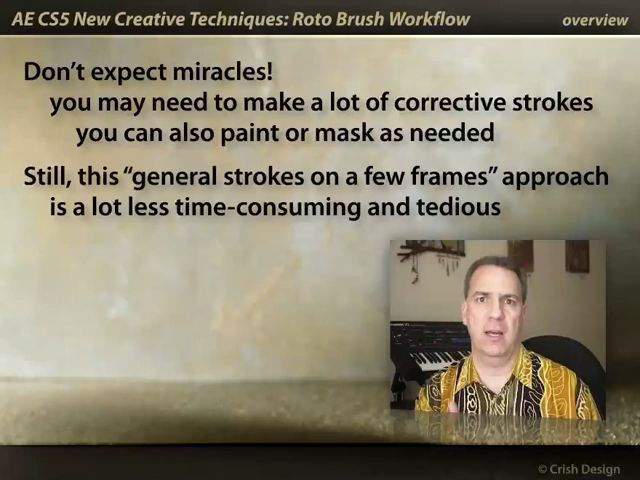 AE CS5 New Creative Techniques: Roto Brush Workflow
overview
Don’t expect miracles!
you may need to make a lot of corrective strokes
you can also paint or mask as needed
Still, this “general strokes on a few frames” approach
is a lot less time-consuming and tedious
© Crish Design